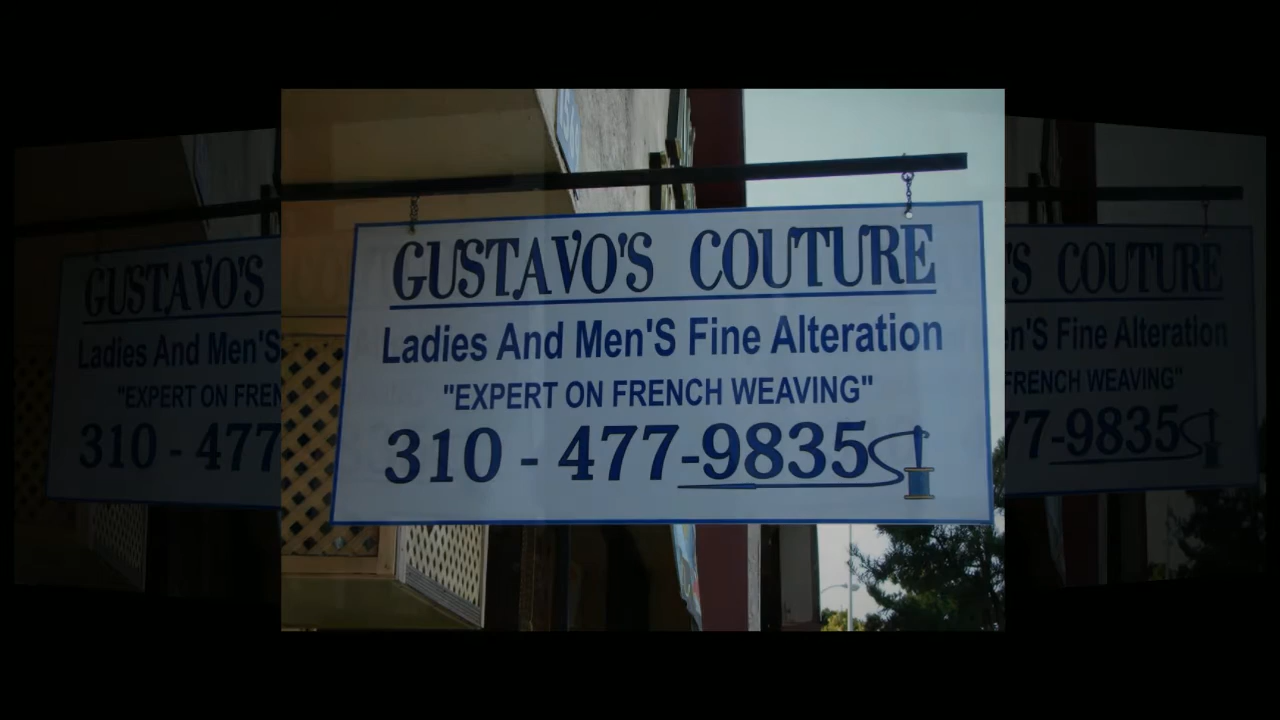 GUSTAVO'S COUTURE
Ladies And Men'S Fine Alteration
"EXPERT ON FRENCH WEAVING"
310 - 477-9835